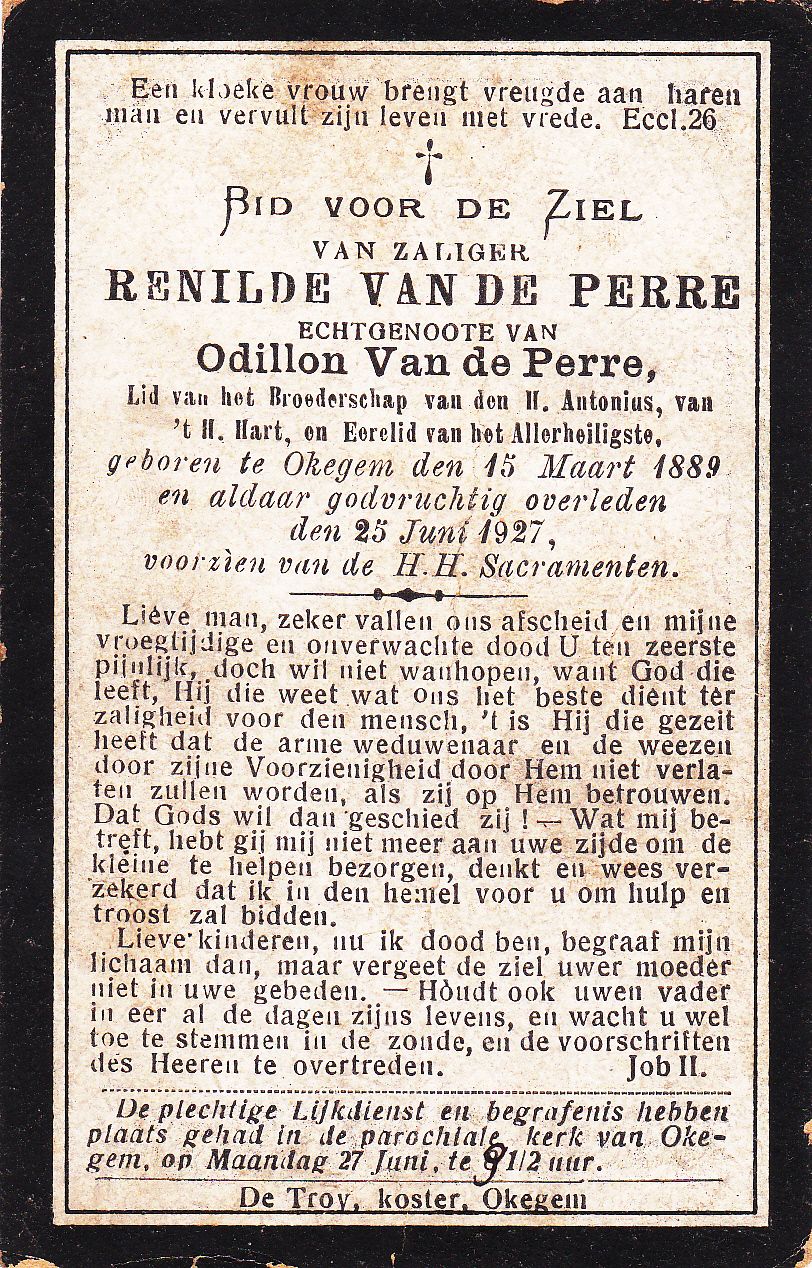 Een kloeke vrouw brengt vreugde aan haren
man en vervult zijn leven met vrede. Eccl.26
BID VOOR DE ZIEL
VAN ZALIGER
RENILDE VAN DE PERRE
ECHTGENOOTE VAN
Odillon Van de Perre,
Lid van het Broederschap van den H. Antonius, van
't H. Hart, en Eerelid van het Allerheiligste,
geboren te Okegem den 15 Maart 1889
en aldaar godvruchtig overleden
den 25 Juni 1927,
voorzien van de H.H. Sacramenten.
Lieve man, zeker vallen ons afscheid en mijne
vroegtijdige en onverwachte dood U ten zeerste
pijnlijk, doch wil niet wanhopen, want God die
leeft, Hij die weet wat ons het beste dient ter
zaligheid voor den mensch, 't is Hij die gezeit
heeft dat de arme weduwenaar en de weezen
door zijne Voorzienigheid door Hem niet verla-
ten zullen worden, als zij op Hem betrouwen.
Dat Gods wil dan geschied zij ! — Wat mij be-
treft, hebt gij mij niet meer aan uwe zijde om de
kleine te helpen bezorgen, denkt en wees ver-
zekerd dat ik in den hemel voor u om hulp en
troost zal bidden.
Lieve kinderen, nu ik dood ben, begraaf mijn
lichaam dan, maar vergeet de ziel uwer moeder
niet in uwe gebeden. — Houdt ook uwen vader
in eer al de dagen zijns levens, en wacht u wel
toe te stemmen in de zonde, en de voorschriften
des Heeren te overtreden. Job II.
De plechtige Lijkdienst en begrafenis hebben
plaats gehad in de parochiale kerk van Oke-
gem, op Maandag 27 Juni, te 9 1/2 uur.
De Troy, koster, Okegem